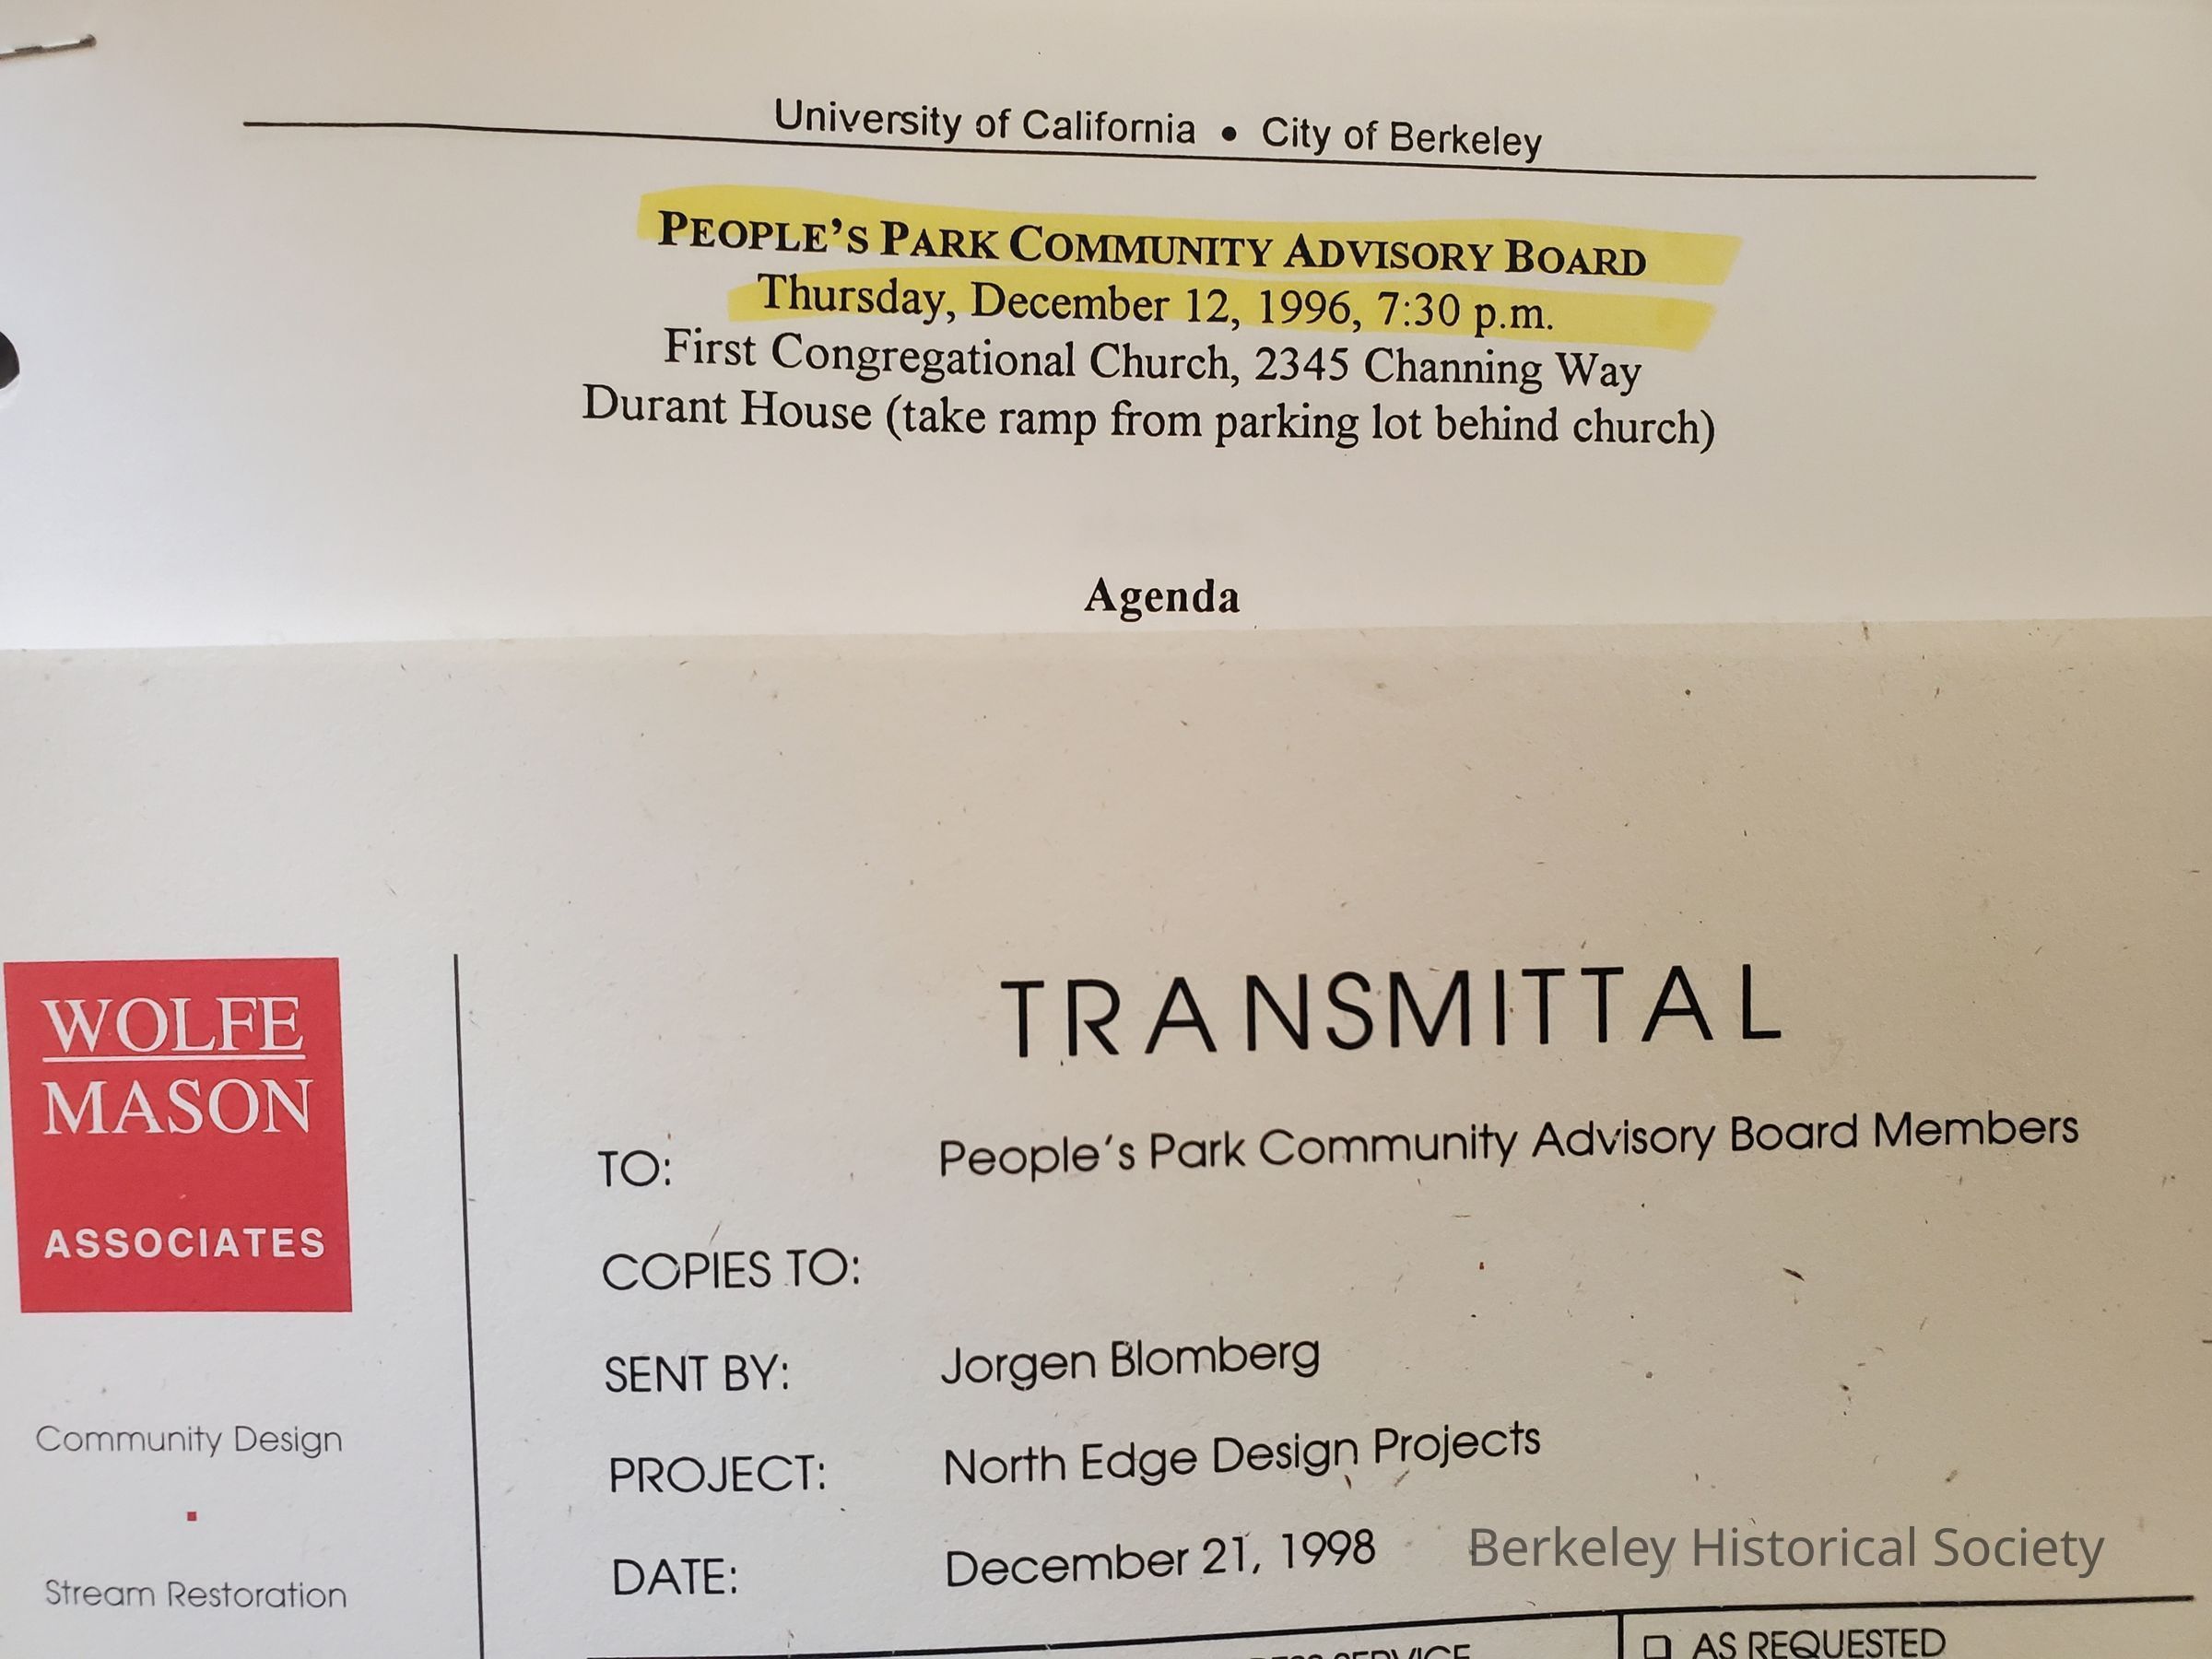 University of California • City of Berkeley
PEOPLE'S PARK COMMUNITY ADVISORY BOARD
Thursday, December 12, 1996, 7:30 p.m.
First Congregational Church, 2345 Channing Way
Durant House (take ramp from parking lot behind church)
Agenda
WOLFE
MASON
ASSOCIATES
Community Design
Stream Restoration
TRANSMITTAL
TO: People's Park Community Advisory Board Members
COPIES TO:
SENT BY: Jorgen Blomberg
PROJECT: North Edge Design Projects
DATE: December 21, 1998
Berkeley Historical Society
SERVICE
AS REQUESTED